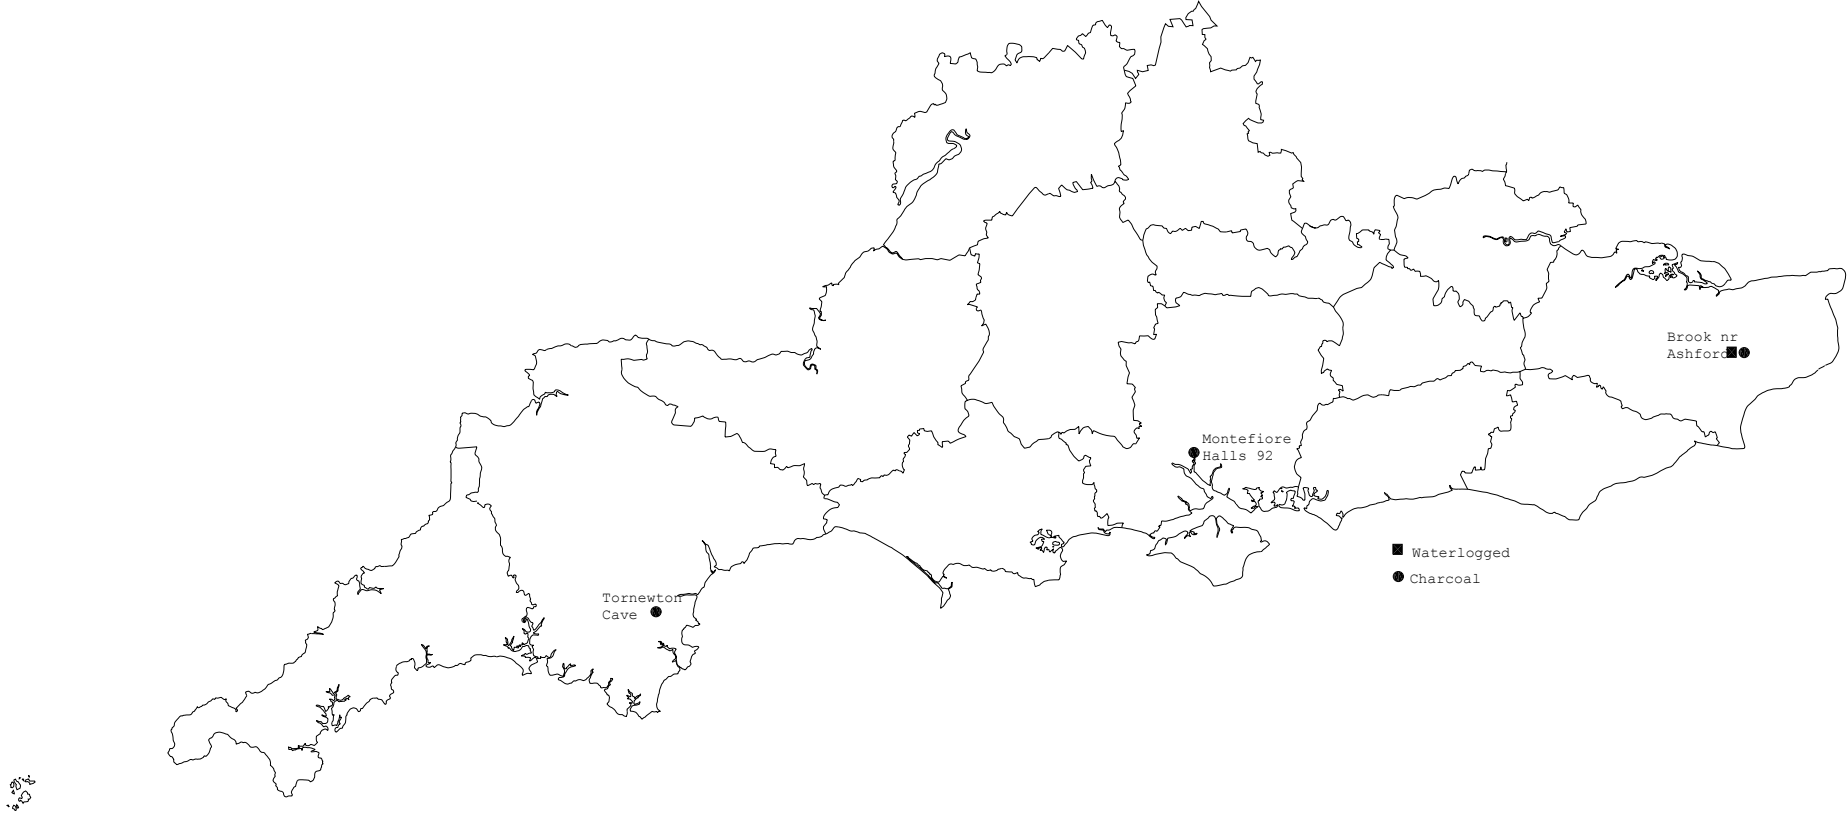 Brook nr
Ashford
Montefiore
Halls 92
Waterlogged
Charcoal
Tornewton
Cave